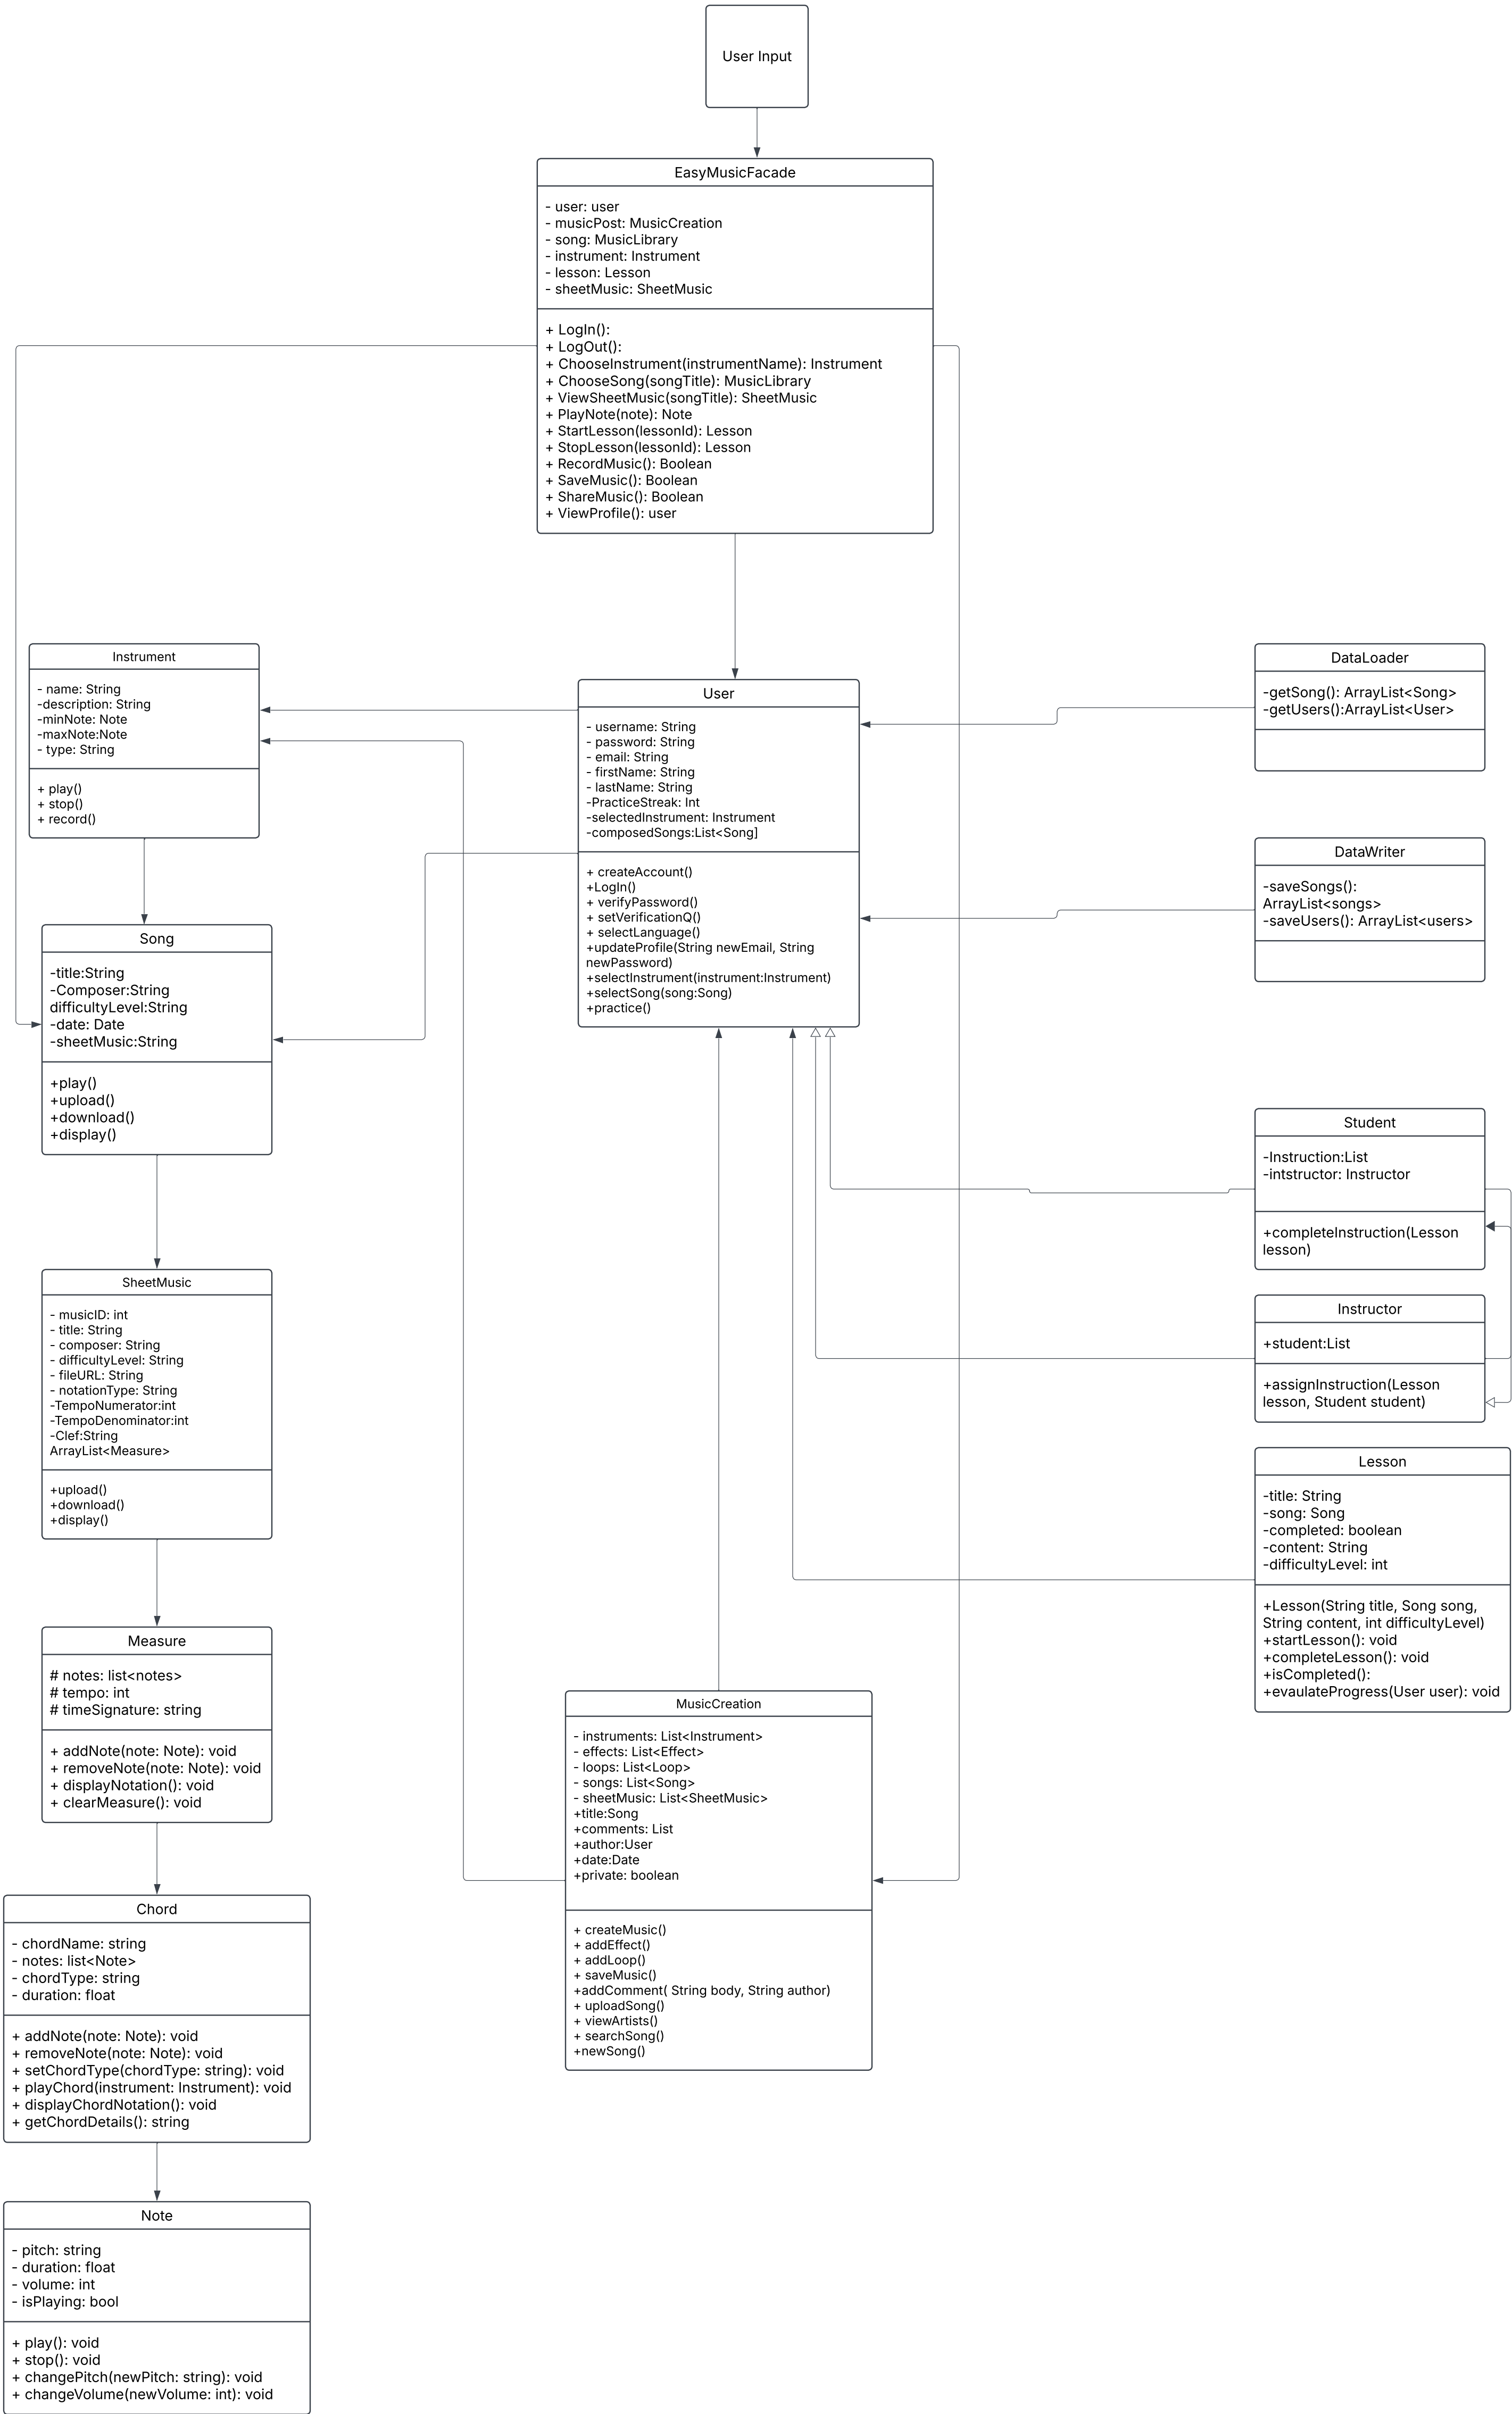 User Input
EasyMusicFacade
- user: user
- musicPost: MusicCreation
- song: MusicLibrary
- instrument: Instrument
- lesson: Lesson
- sheetMusic: SheetMusic
+ LogIn():
+ LogOut():
+ ChooseInstrument(instrumentName): Instrument
+ ChooseSong(songTitle): MusicLibrary
+ ViewSheetMusic(songTitle): SheetMusic
+ PlayNote(note): Note
+ StartLesson(lessonId): Lesson
+ StopLesson(lessonId): Lesson
+ RecordMusic(): Boolean
+ SaveMusic(): Boolean
+ ShareMusic(): Boolean
+ ViewProfile(): user
Instrument
- name: String
-description: String
-minNote: Note
-maxNote:Note
- type: String
+ play()
+ stop()
+ record()
User
- username: String
- password: String
- email: String
- firstName: String
- lastName: String
-PracticeStreak: Int
-selectedInstrument: Instrument
-composedSongs:List<Song]
+ createAccount()
+LogIn()
+ verifyPassword()
+ setVerificationQ()
+ selectLanguage()
+updateProfile(String newEmail, String
newPassword)
+selectInstrument(instrument:Instrument)
+selectSong(song:Song)
+practice()
DataLoader
-getSong(): ArrayList<Song>
-getUsers():ArrayList<User>
DataWriter
-saveSongs():
ArrayList<songs>
-saveUsers(): ArrayList<users>
Song
-title:String
-Composer:String
difficultyLevel:String
-date: Date
-sheetMusic:String
+play()
+upload()
+download()
+display()
Student
-Instruction:List
-intstructor: Instructor
+completeInstruction(Lesson
lesson)
Instructor
+student:List
+assignInstruction(Lesson
lesson, Student student)
SheetMusic
- musicID: int
- title: String
- composer: String
- difficultyLevel: String
- fileURL: String
- notationType: String
-TempoNumerator:int
-TempoDenominator:int
-Clef:String
ArrayList<Measure>
+upload()
+download()
+display()
Lesson
-title: String
-song: Song
-completed: boolean
-content: String
-difficultyLevel: int
+Lesson(String title, Song song,
String content, int difficultyLevel)
+startLesson(): void
+completeLesson(): void
+isCompleted():
+evaulateProgress(User user): void
Measure
# notes: list<notes>
# tempo: int
# timeSignature: string
+ addNote(note: Note): void
+ removeNote(note: Note): void
+ displayNotation(): void
+ clearMeasure(): void
MusicCreation
- instruments: List<Instrument>
- effects: List<Effect>
- loops: List<Loop>
- songs: List<Song>
- sheetMusic: List<SheetMusic>
+title:Song
+comments: List
+author:User
+date:Date
+private: boolean
+ createMusic()
+ addEffect()
+ addLoop()
+ saveMusic()
+addComment( String body, String author)
+ uploadSong()
+ viewArtists()
+ searchSong()
+newSong()
Chord
- chordName: string
- notes: list<Note>
- chordType: string
- duration: float
+ addNote(note: Note): void
+ removeNote(note: Note): void
+ setChordType(chordType: string): void
+ playChord(instrument: Instrument): void
+ displayChordNotation(): void
+ getChordDetails(): string
Note
- pitch: string
- duration: float
- volume: int
- isPlaying: bool
+ play(): void
+ stop(): void
+ changePitch(newPitch: string): void
+ changeVolume(newVolume: int): void